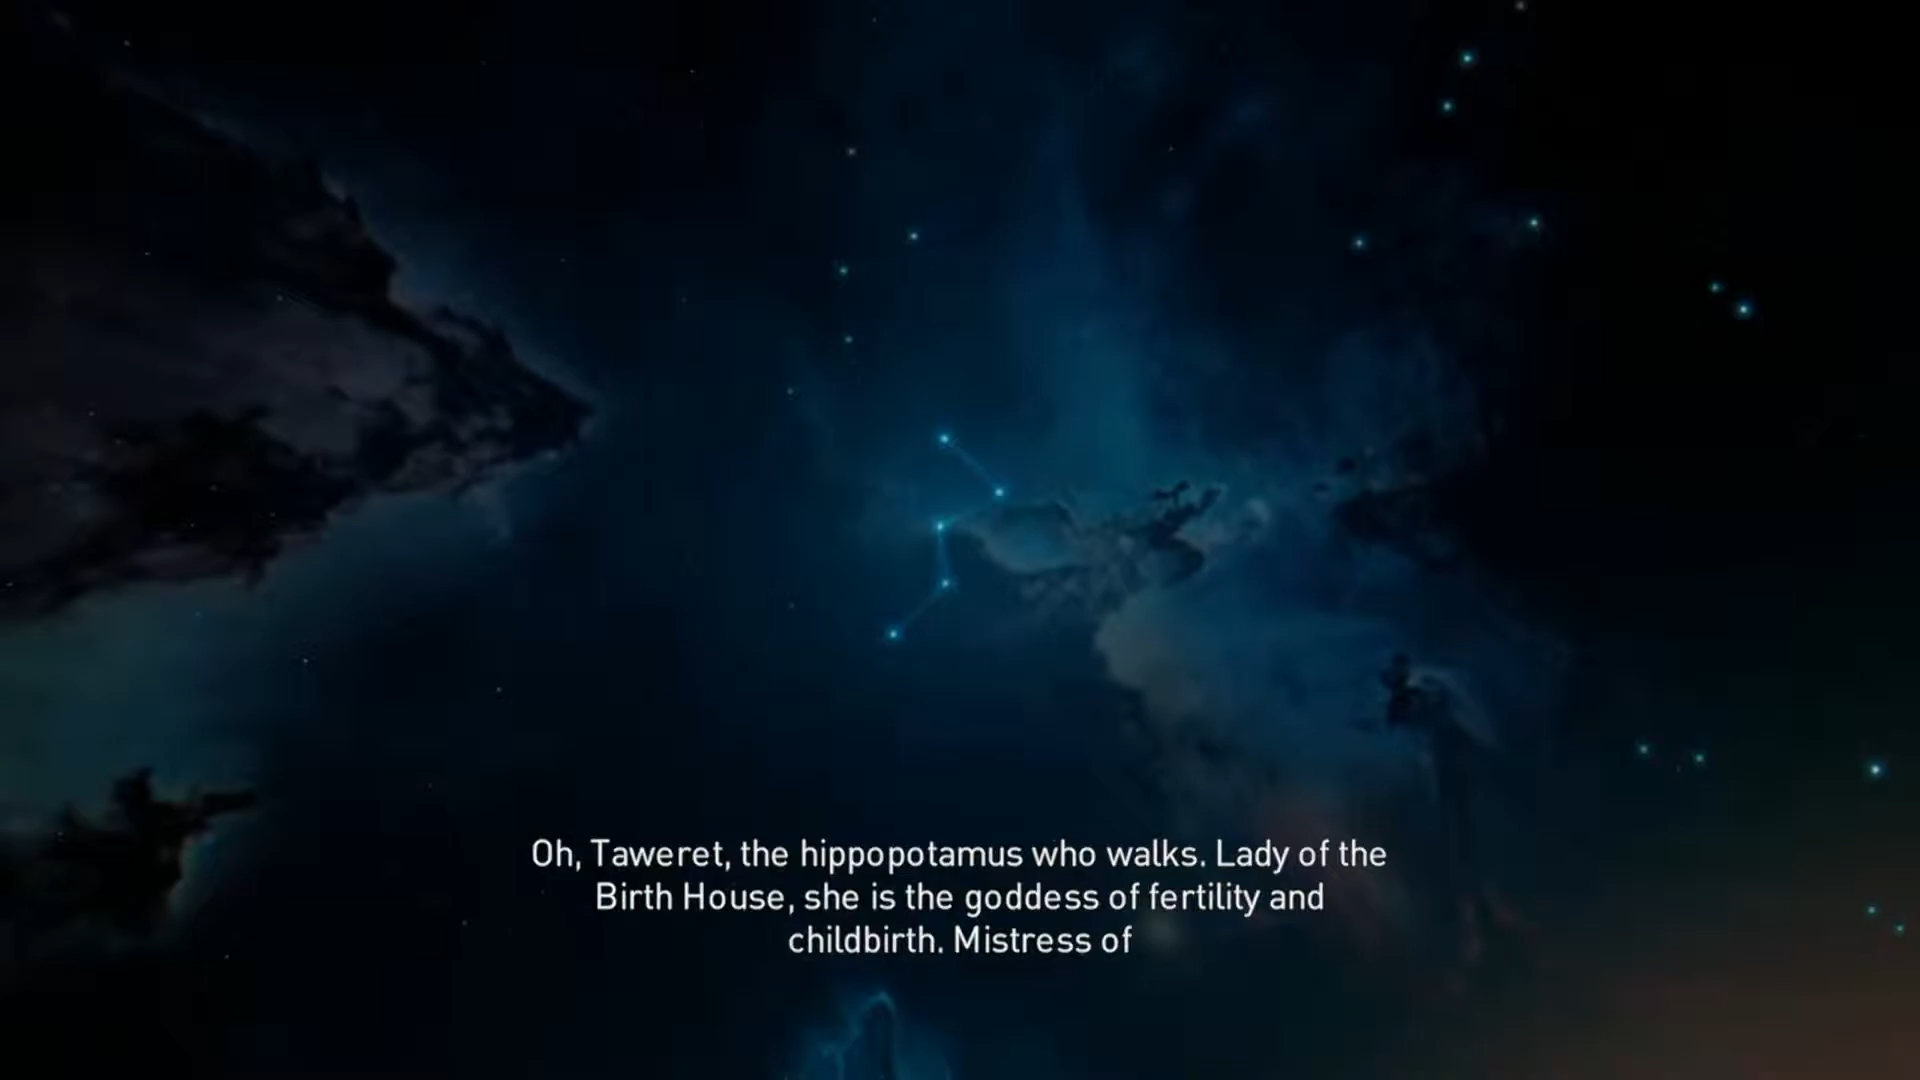 Oh, Taweret, the hippopotamus who walks. Lady of the
Birth House, she is the goddess of fertility and
childbirth. Mistress of